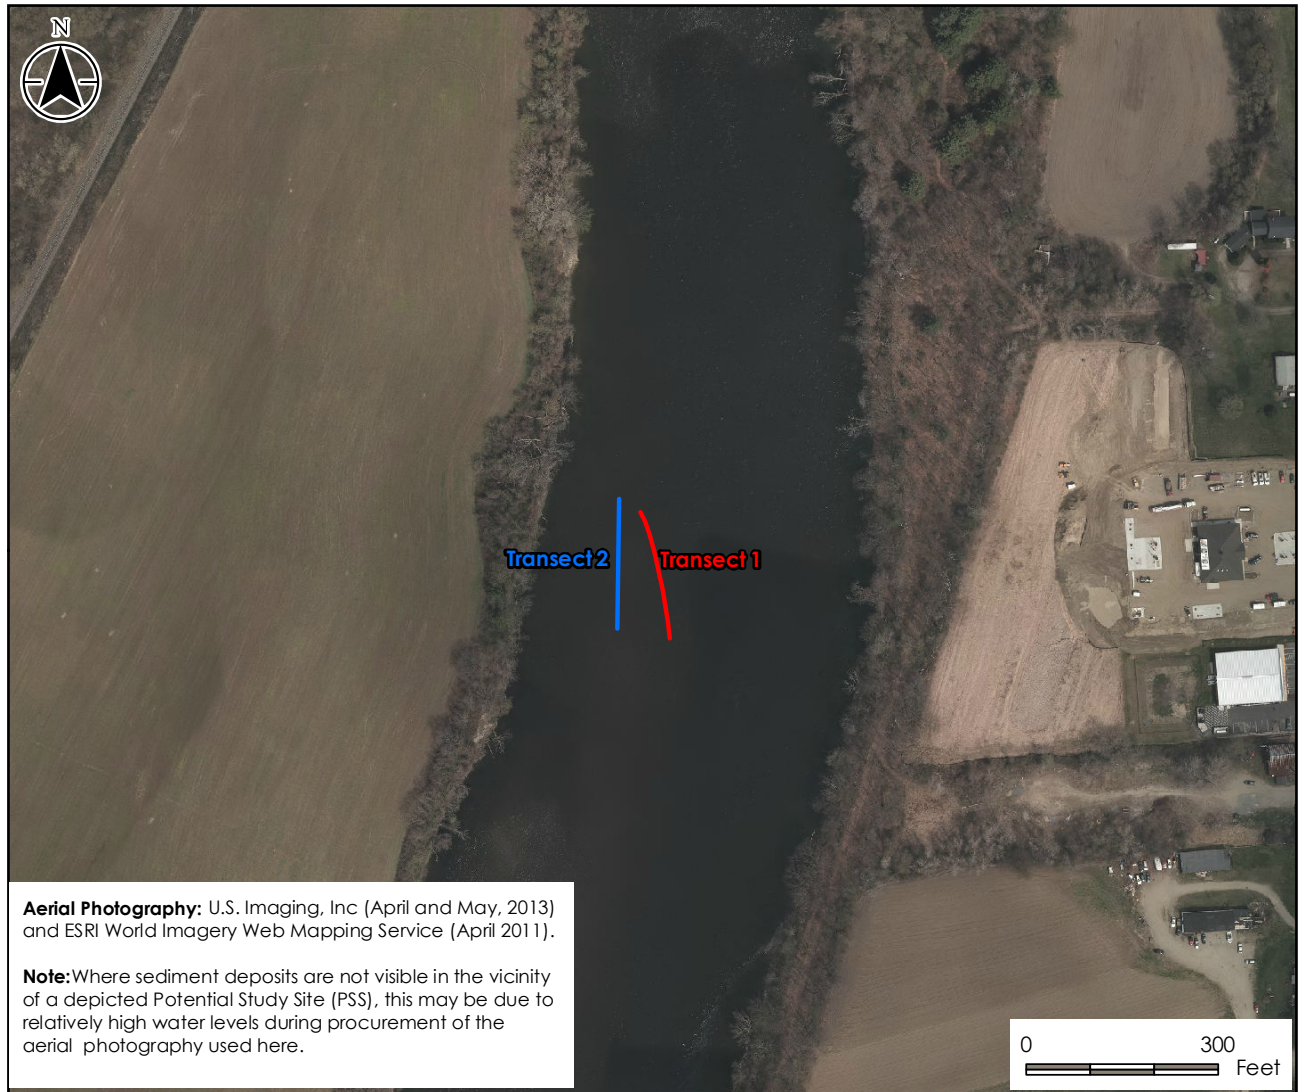 N
Transect 2
Transect 1
Aerial Photography: U.S. Imaging, Inc (April and May, 2013)
and ESRI World Imagery Web Mapping Service (April 2011).
Note:Where sediment deposits are not visible in the vicinity
of a depicted Potential Study Site (PSS), this may be due to
relatively high water levels during procurement of the
aerial photography used here.
0 300
Feet